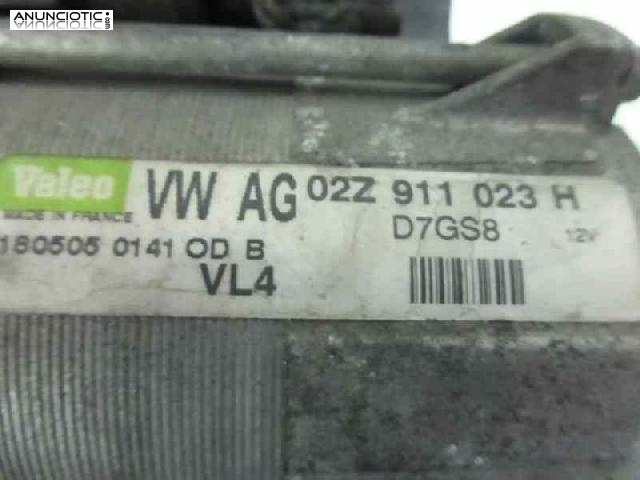 ANUNCIOTIC
Valeo
MADE IN FRANCE
VW AG 02Z 911 023 H
D7GS8 12V
180505 0141 OD B
VL4